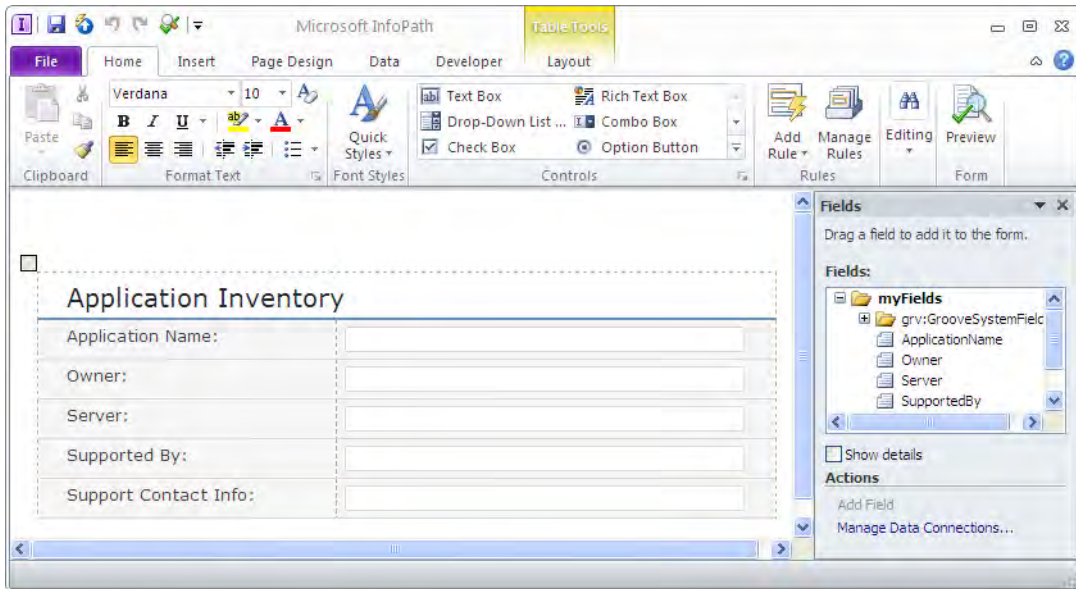 Microsoft InfoPath
Table Tools
File Home Insert Page Design Data Developer Layout
Paste
Clipboard
Verdana 10
B I U
Format Text
Quick Styles
Font Styles
Text Box Rich Text Box
Drop-Down List ... Combo Box
Check Box Option Button
Controls
Add Rule Manage Rules
Rules
Editing
Preview
Form
Application Inventory
Application Name:
Owner:
Server:
Supported By:
Support Contact Info:
Fields
Drag a field to add it to the form.
Fields:
myFields
grv:GrooveSystemFielc
ApplicationName
Owner
Server
SupportedBy
Show details
Actions
Add Field
Manage Data Connections...